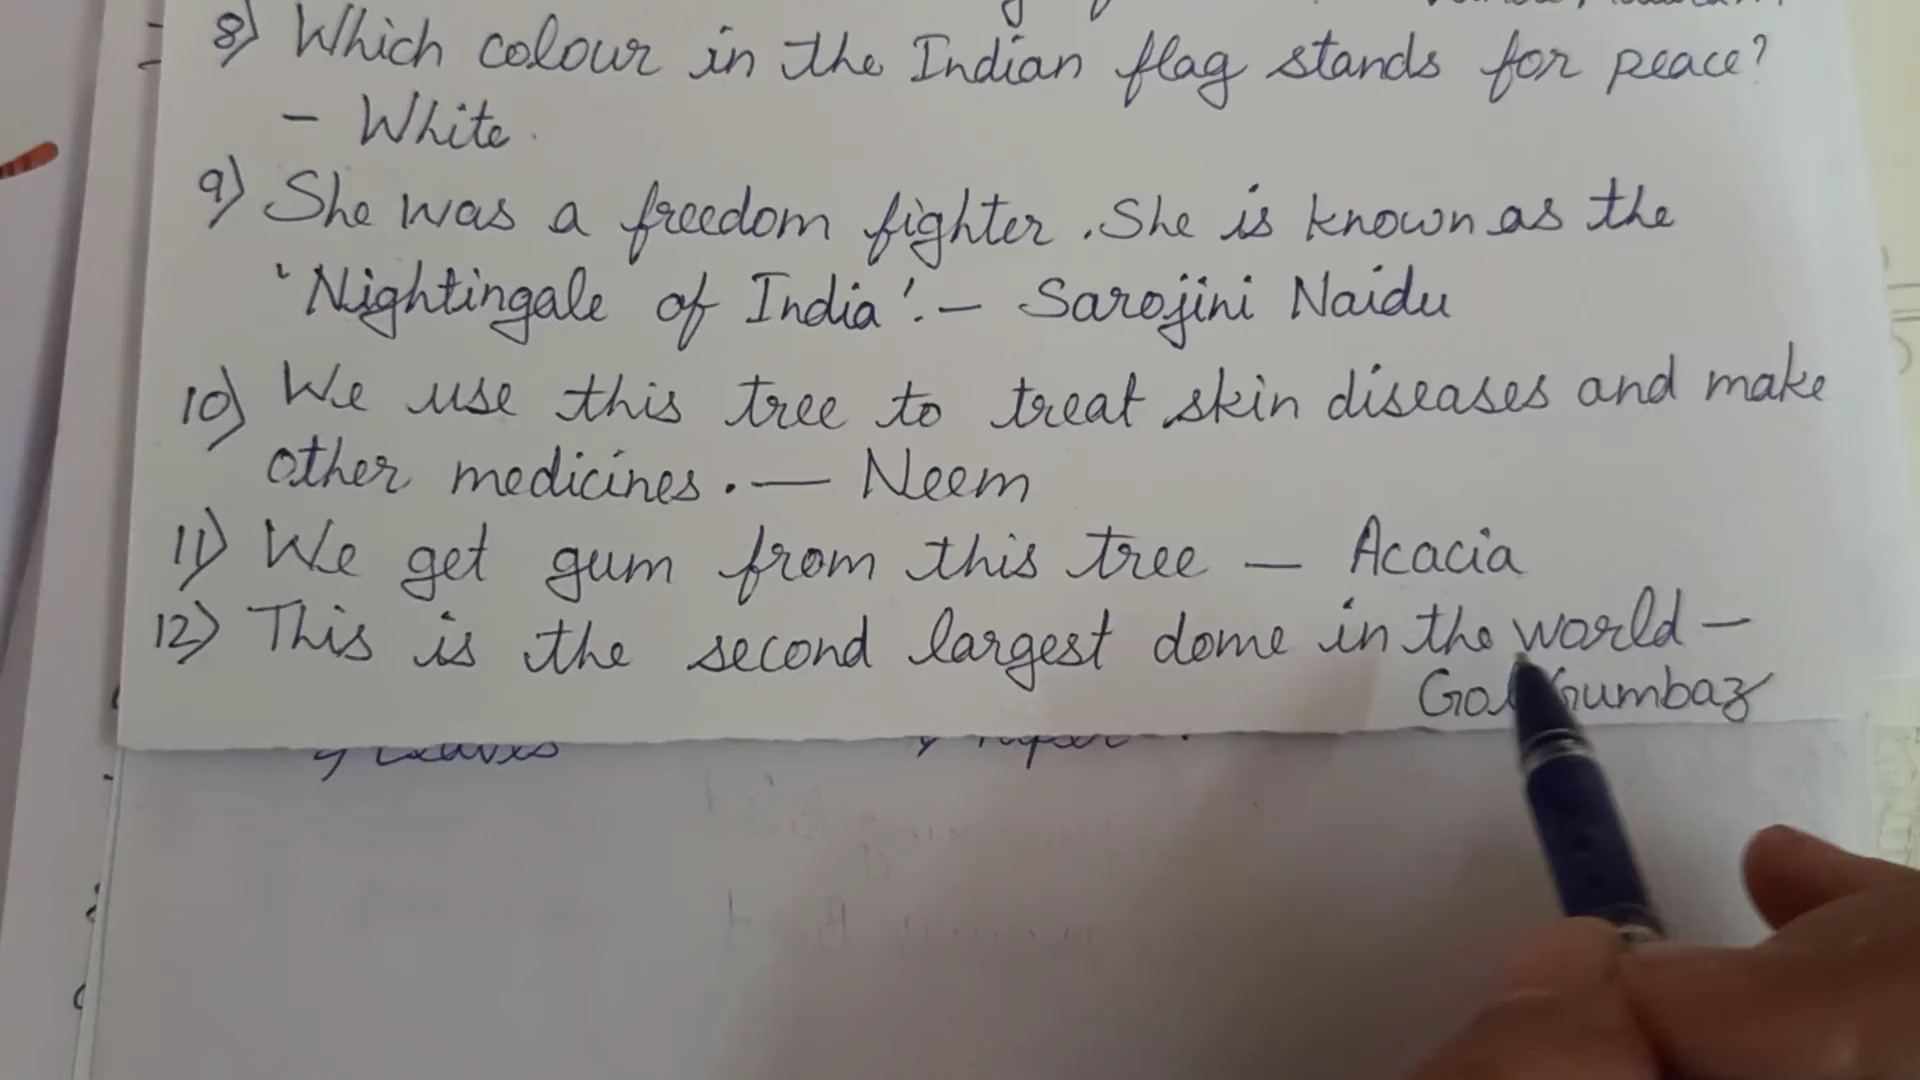 8) Which colour in the Indian flag stands for peace?
- White.
9) She was a freedom fighter. She is known as the
'Nightingale of India'. - Sarojini Naidu
10) We use this tree to treat skin diseases and make
other medicines. — Neem
11) We get gum from this tree — Acacia
12) This is the second largest dome in the world —
Gol Gumbaz